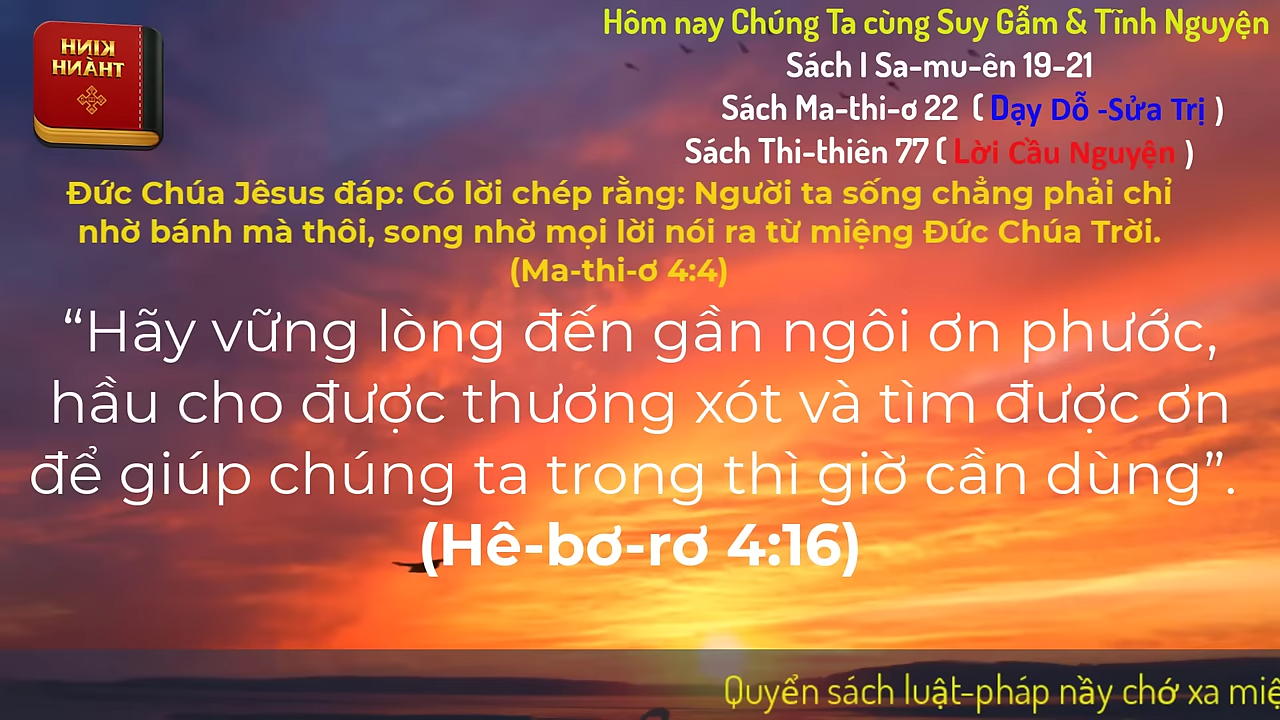 KINH
THÀNH
Hôm nay Chúng Ta cùng Suy Gẫm & Tĩnh Nguyện
Sách I Sa-mu-ên 19-21
Sách Ma-thi-ơ 22 ( Dạy Dỗ -Sửa Trị )
Sách Thi-thiên 77 ( Lời Cầu Nguyện )
Đức Chúa Jêsus đáp: Có lời chép rằng: Người ta sống chẳng phải chỉ
nhờ bánh mà thôi, song nhờ mọi lời nói ra từ miệng Đức Chúa Trời.
(Ma-thi-ơ 4:4)
“Hãy vững lòng đến gần ngôi ơn phước,
hầu cho được thương xót và tìm được ơn
để giúp chúng ta trong thì giờ cần dùng”.
(Hê-bơ-rơ 4:16)
Quyển sách luật-pháp nầy chớ xa miệ